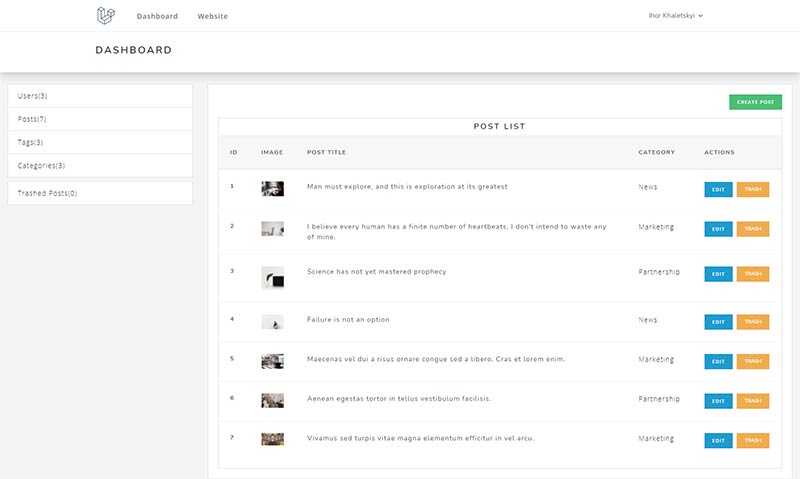 Dashboard Website Ihor Khaletskyi
DASHBOARD
Users(3)
Posts(7)
Tags(3)
Categories(3)
Trashed Posts(0)
CREATE POST
POST LIST
ID IMAGE POST TITLE CATEGORY ACTIONS
1 Man must explore, and this is exploration at its greatest News EDIT TRASH
2 I believe every human has a finite number of heartbeats. I don't intend to waste any Marketing EDIT TRASH
of mine.
3 Science has not yet mastered prophecy Partnership EDIT TRASH
4 Failure is not an option News EDIT TRASH
5 Maecenas vel dui a risus ornare congue sed a libero. Cras et lorem enim. Marketing EDIT TRASH
6 Aenean egestas tortor in tellus vestibulum facilisis. Partnership EDIT TRASH
7 Vivamus sed turpis vitae magna elementum efficitur in vel arcu. Marketing EDIT TRASH